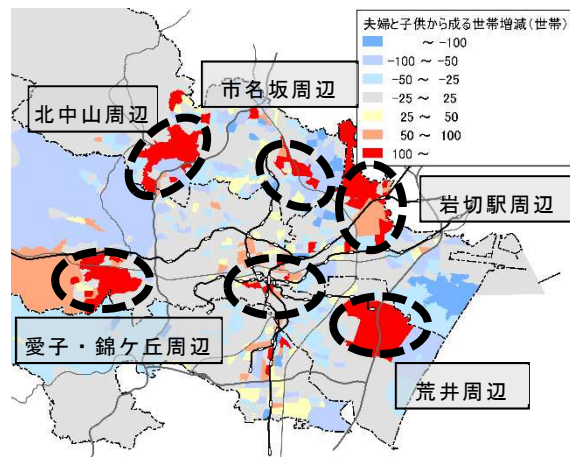 夫婦と子供から成る世帯増減(世帯)
～ -100
-100 ～ -50
-50 ～ -25
-25 ～ 25
25 ～ 50
50 ～ 100
100 ～
市名坂周辺
北中山周辺
岩切駅周辺
愛子・錦ケ丘周辺
荒井周辺